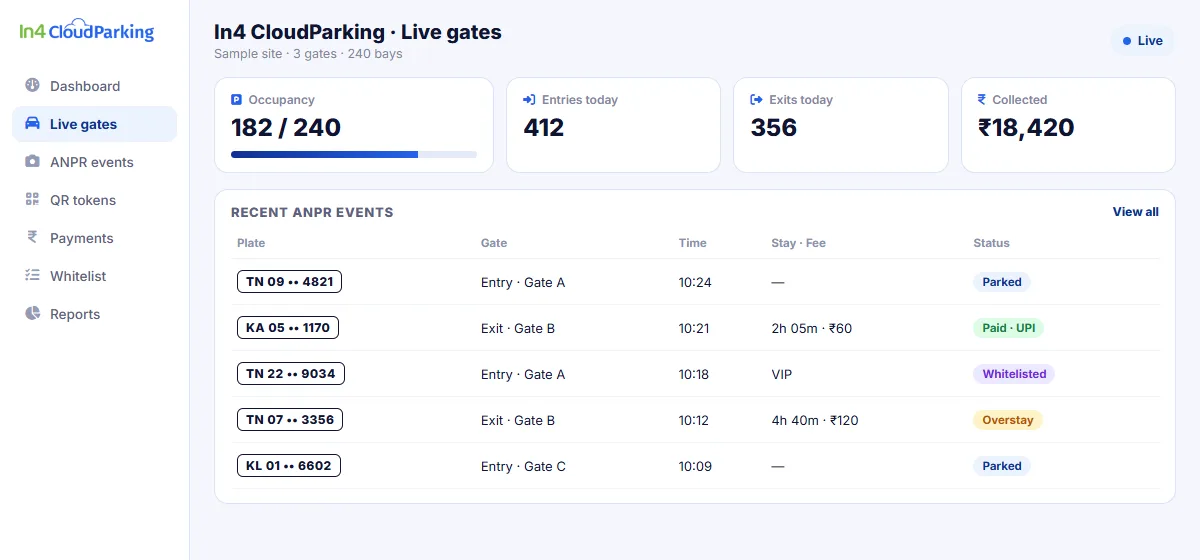 In4 CloudParking
Dashboard
Live gates
ANPR events
QR tokens
Payments
Whitelist
Reports
In4 CloudParking · Live gates
Sample site · 3 gates · 240 bays
Live
Occupancy
182 / 240
Entries today
412
Exits today
356
₹ Collected
₹18,420
RECENT ANPR EVENTS
View all
Plate Gate Time Stay · Fee Status
TN 09 •• 4821 Entry · Gate A 10:24 — Parked
KA 05 •• 1170 Exit · Gate B 10:21 2h 05m · ₹60 Paid · UPI
TN 22 •• 9034 Entry · Gate A 10:18 VIP Whitelisted
TN 07 •• 3356 Exit · Gate B 10:12 4h 40m · ₹120 Overstay
KL 01 •• 6602 Entry · Gate C 10:09 — Parked